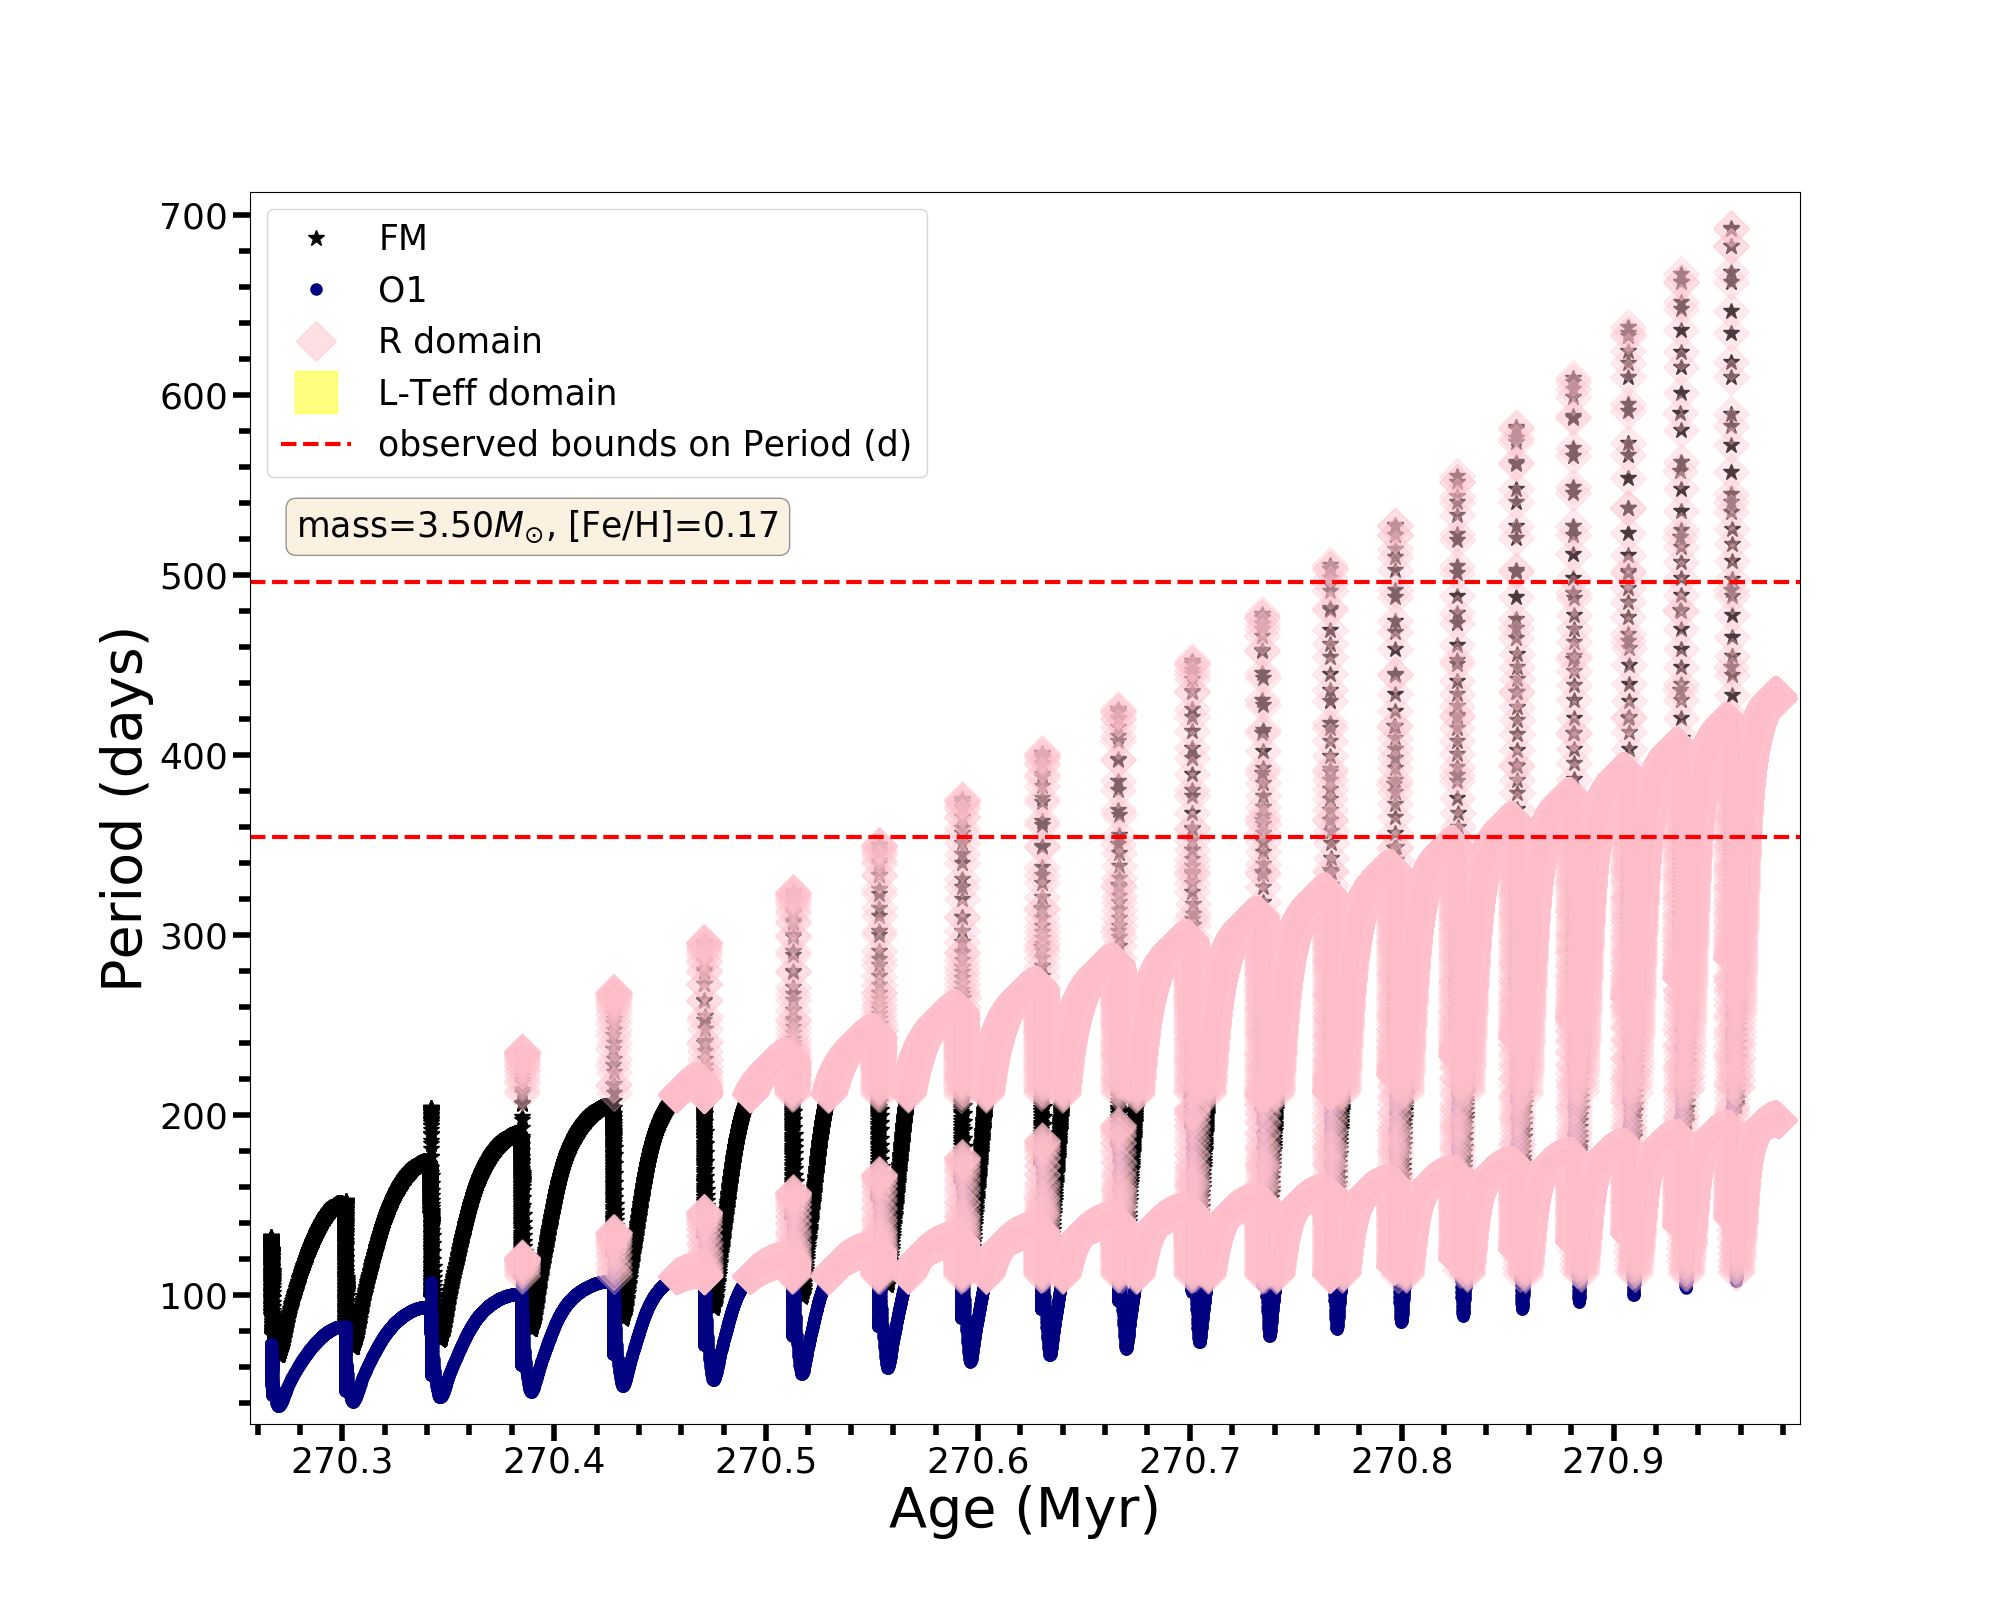 FM
O1
R domain
L-Teff domain
observed bounds on Period (d)
mass=3.50M⊙, [Fe/H]=0.17
700
600
500
400
300
200
100
Period (days)
270.3 270.4 270.5 270.6 270.7 270.8 270.9
Age (Myr)